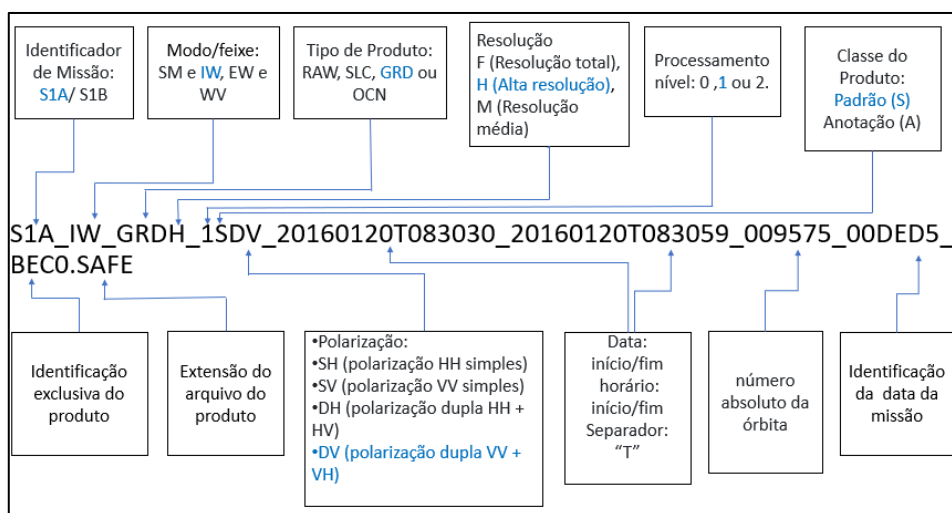 Identificador
de Missão:
S1A/ S1B
Modo/feixe:
SM e IW, EW e
WV
Tipo de Produto:
RAW, SLC, GRD ou
OCN
Resolução
F (Resolução total),
H (Alta resolução),
M (Resolução
média)
Processamento
nível: 0 ,1 ou 2.
Classe do
Produto:
Padrão (S)
Anotação (A)
S1A_IW_GRDH_1SDV_20160120T083030_20160120T083059_009575_00DED5_
BEC0.SAFE
Identificação
exclusiva do
produto
Extensão do
arquivo do
produto
•Polarização:
•SH (polarização HH simples)
•SV (polarização VV simples)
•DH (polarização dupla HH +
HV)
•DV (polarização dupla VV +
VH)
Data:
início/fim
horário:
início/fim
Separador:
“T”
número
absoluto da
órbita
Identificação
da data da
missão